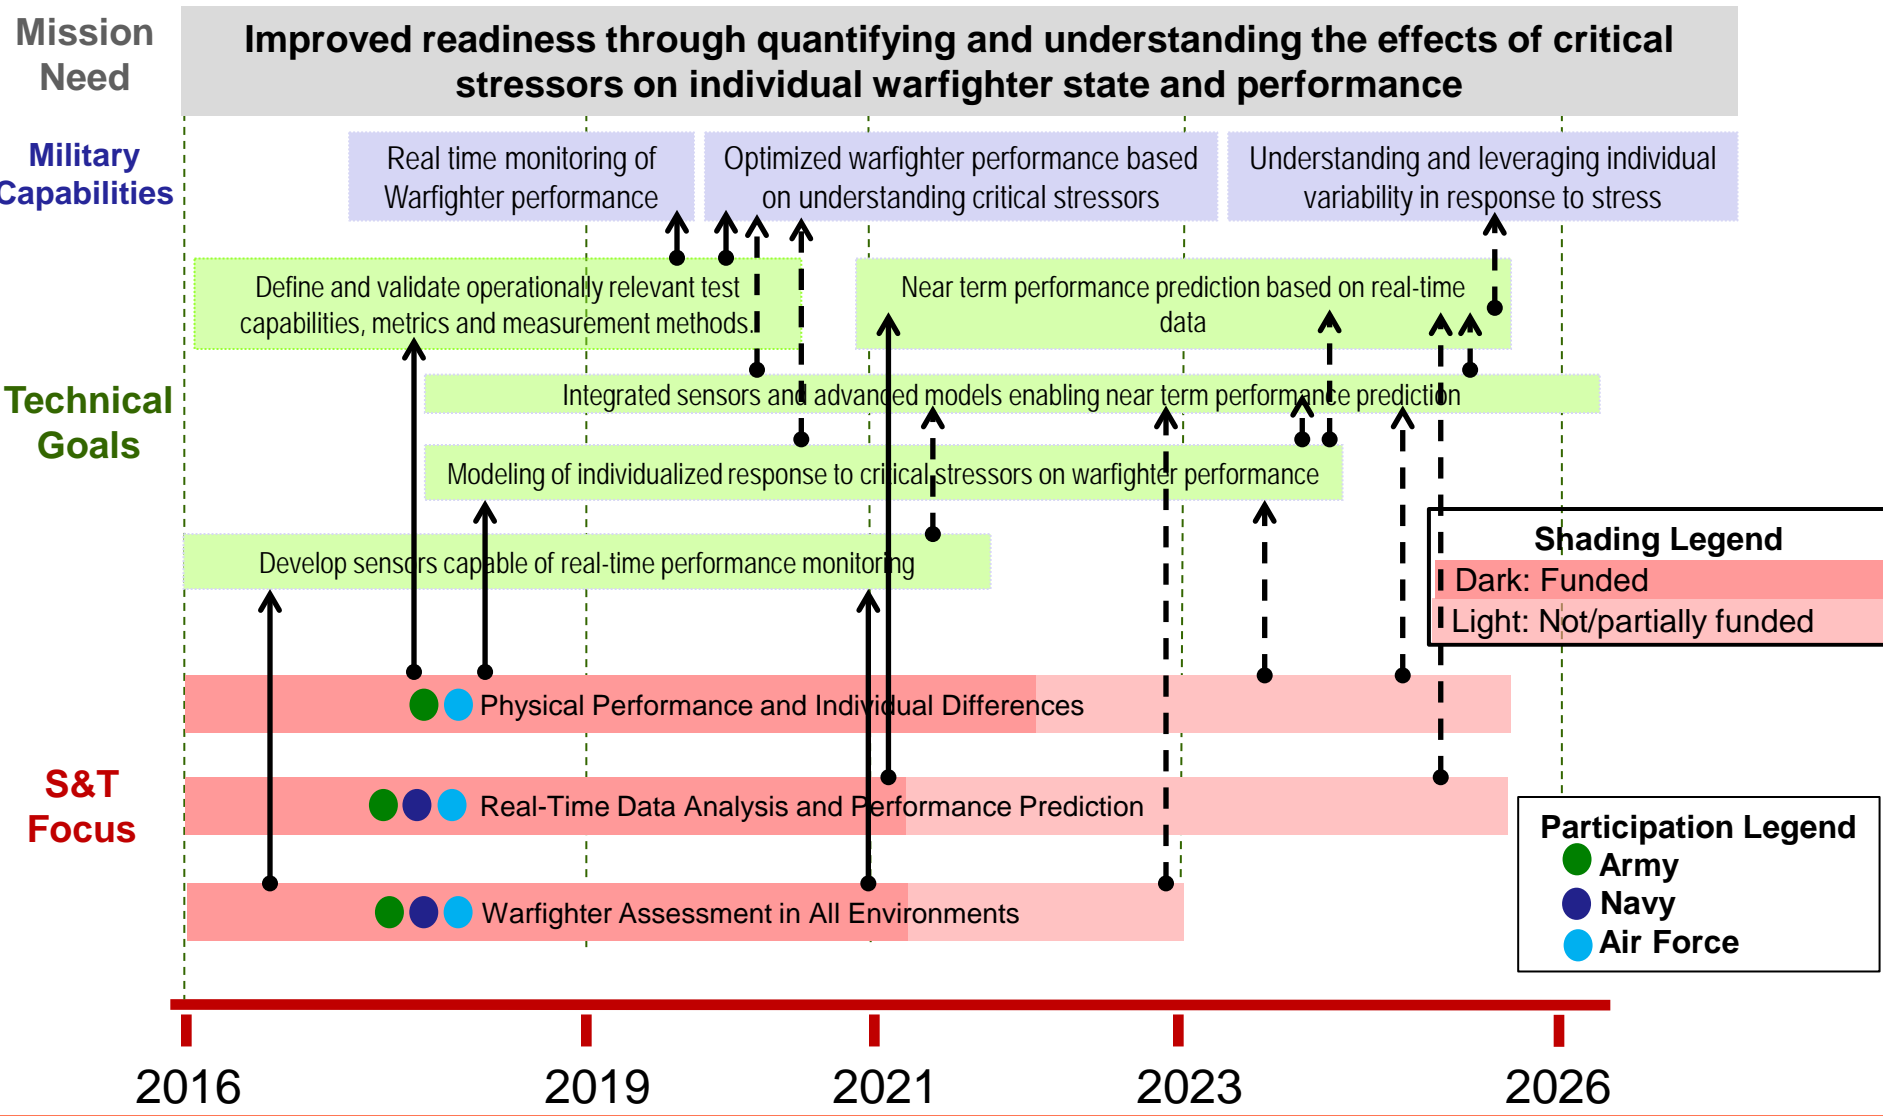 Mission
Need
Improved readiness through quantifying and understanding the effects of critical
stressors on individual warfighter state and performance
Military
Capabilities
Real time monitoring of
Warfighter performance
Optimized warfighter performance based
on understanding critical stressors
Understanding and leveraging individual
variability in response to stress
Technical
Goals
Define and validate operationally relevant test
capabilities, metrics and measurement methods.
Near term performance prediction based on real-time
data
Integrated sensors and advanced models enabling near term performance prediction
Modeling of individualized response to critical stressors on warfighter performance
Develop sensors capable of real-time performance monitoring
Shading Legend
Dark: Funded
Light: Not/partially funded
S&T
Focus
Physical Performance and Individual Differences
Real-Time Data Analysis and Performance Prediction
Warfighter Assessment in All Environments
Participation Legend
Army
Navy
Air Force
2016
2019
2021
2023
2026